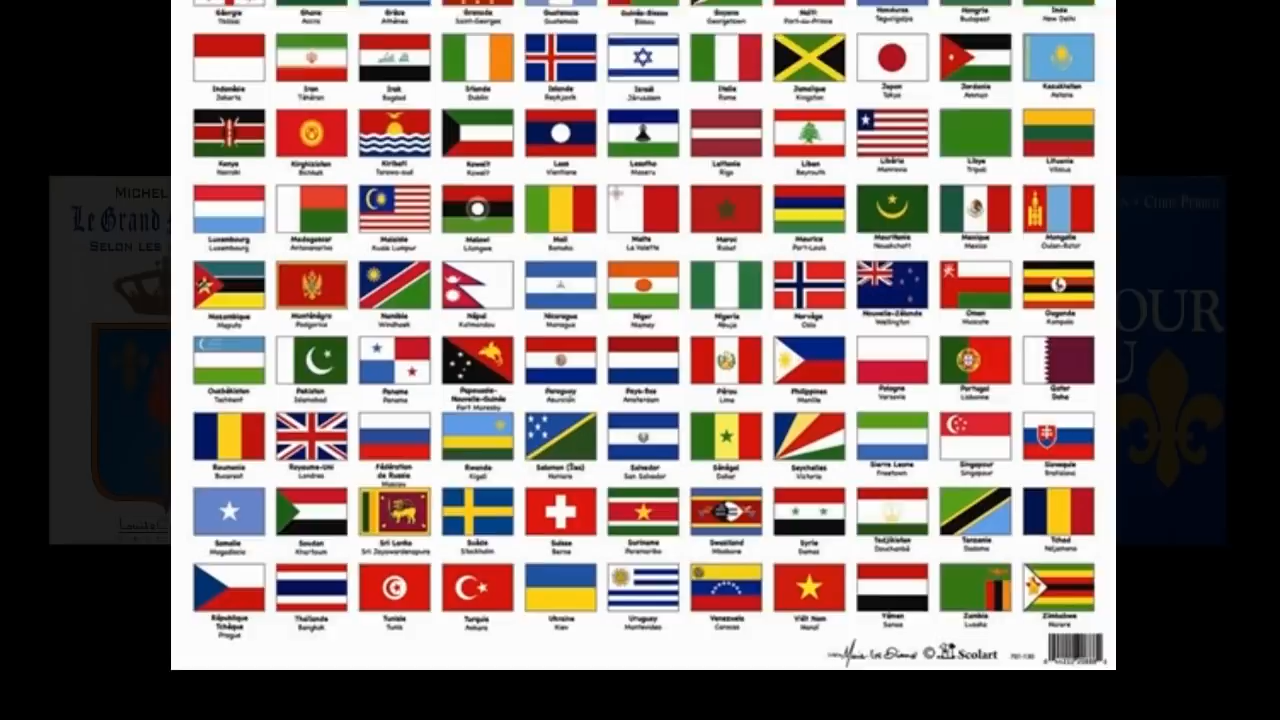 Géorgie Ghana Grèce Grenade Guatemala Guinée-Bissau Guyana Haïti Honduras Hongrie Inde
Tbilissi Accra Athènes Saint-Georges Guatemala Bissau Georgetown Port-au-Prince Tegucigalpa Budapest New Delhi
Indonésie Iran Irak Irlande Islande Israël Italie Jamaïque Japon Jordanie Kazakhstan
Jakarta Téhéran Bagdad Dublin Reykjavik Jérusalem Rome Kingston Tokyo Amman Astana
Kenya Kirghizistan Kiribati Koweït Laos Lesotho Lettonie Liban Libéria Libye Lituanie
Nairobi Bichkek Tarawa-sud Koweït Vientiane Maseru Riga Beyrouth Monrovia Tripoli Vilnius
Luxembourg Madagascar Malaisie Malawi Mali Malte Maroc Maurice Mauritanie Mexique Mongolie
Luxembourg Antananarivo Kuala Lumpur Lilongwe Bamako La Valette Rabat Port-Louis Nouakchott Mexico Oulan-Bator
Mozambique Monténégro Namibie Népal Nicaragua Niger Nigeria Norvège Nouvelle-Zélande Oman Ouganda
Maputo Podgorica Windhoek Katmandou Managua Niamey Abuja Oslo Wellington Mascate Kampala
Ouzbékistan Pakistan Panama Papouasie- Paraguay Pays-Bas Pérou Philippines Pologne Portugal Qatar
Tachkent Islamabad Panama Nouvelle-Guinée Asunción Amsterdam Lima Manille Varsovie Lisbonne Doha
Port Moresby
Roumanie Royaume-Uni Fédération Rwanda Salomon (Îles) Salvador Sénégal Seychelles Sierra Leone Singapour Slovaquie
Bucarest Londres de Russie Kigali Honiara San Salvador Dakar Victoria Freetown Singapour Bratislava
Moscou
Somalie Soudan Sri Lanka Suède Suisse Suriname Swaziland Syrie Tadjikistan Tanzanie Tchad
Mogadiscio Khartoum Sri Jayawardenapura Stockholm Berne Paramaribo Mbabane Damas Douchanbé Dodoma Ndjamena
République Thaïlande Tunisie Turquie Ukraine Uruguay Venezuela Viêt Nam Yémen Zambie Zimbabwe
Tchèque Bangkok Tunis Ankara Kiev Montevideo Caracas Hanoï Sanaa Lusaka Harare
Prague
© Scolart
MICHEL
Le Grand
SELON LES
OUR
U